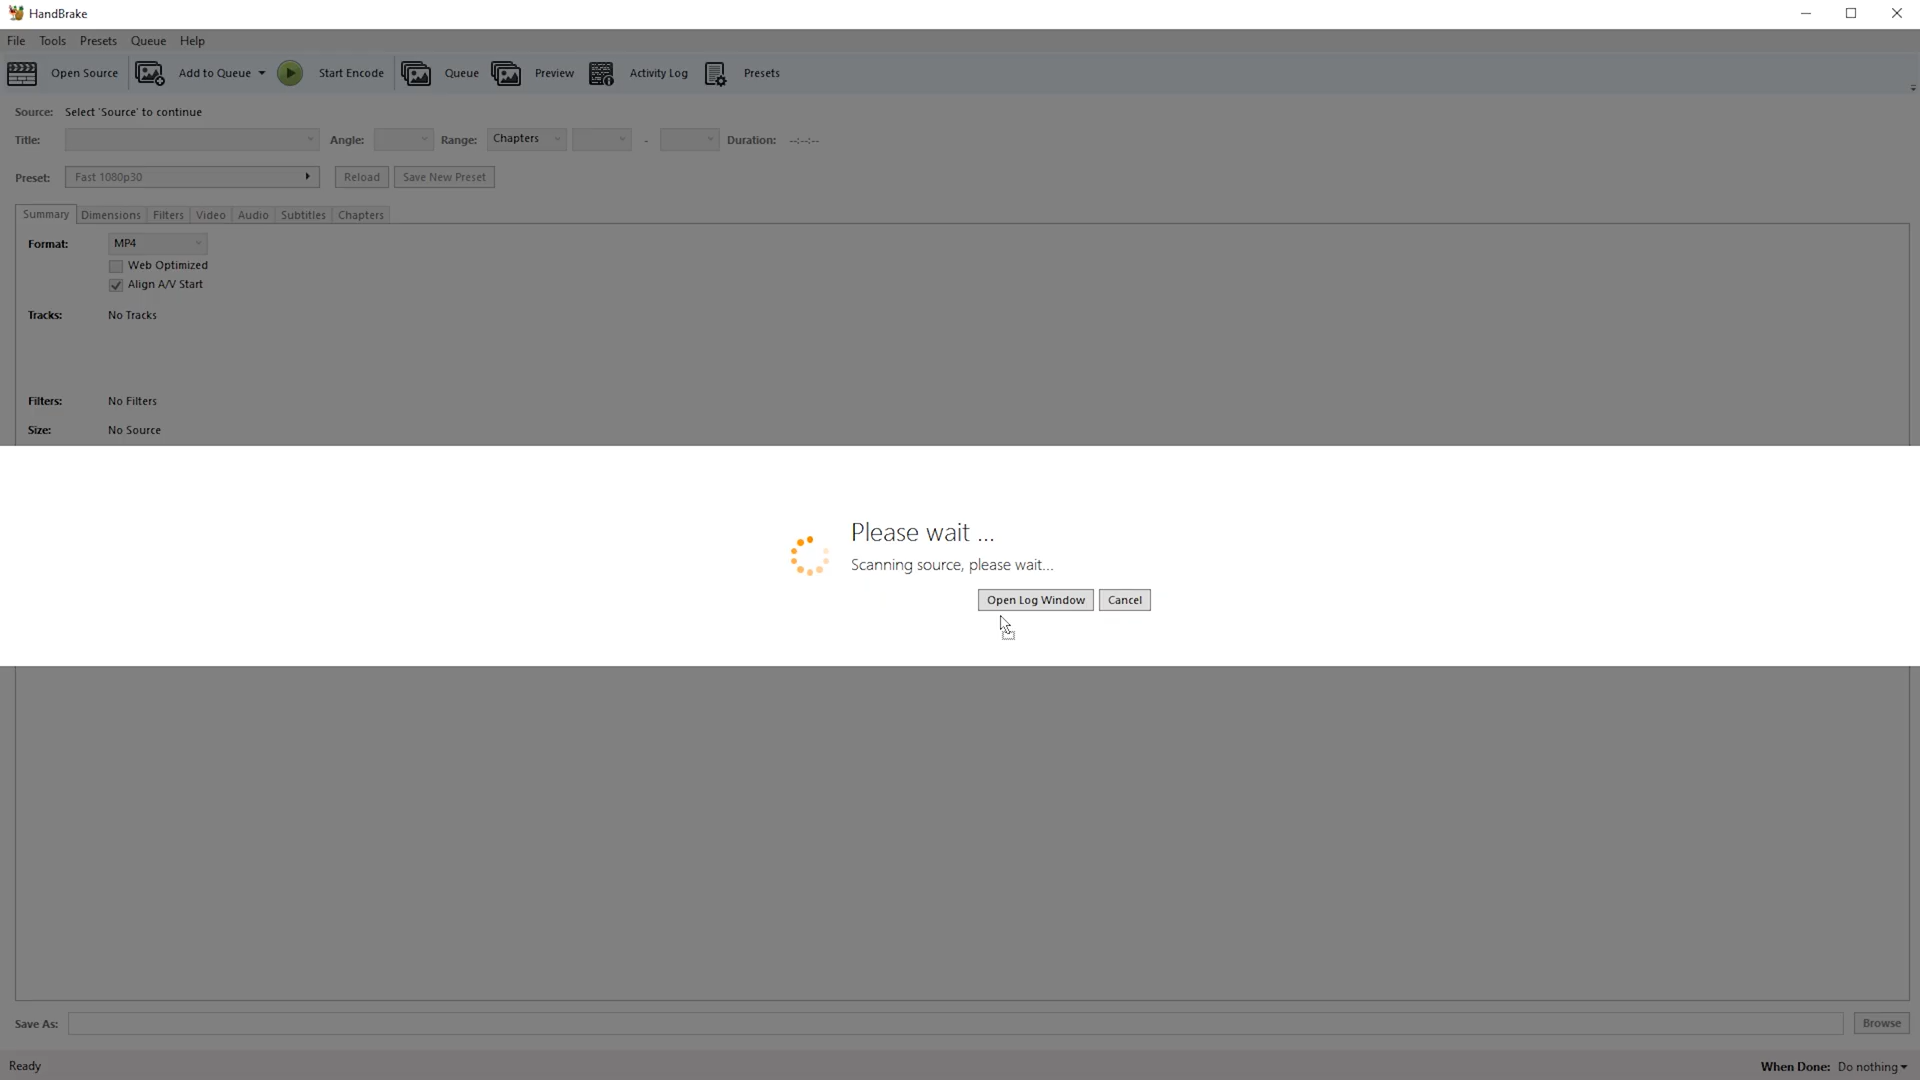 HandBrake
File Tools Presets Queue Help
Open Source Add to Queue Start Encode Queue Preview Activity Log Presets
Source: Select 'Source' to continue
Title: Angle: Range: Chapters - Duration: --:--:--
Preset: Fast 1080p30 Reload Save New Preset
Summary Dimensions Filters Video Audio Subtitles Chapters
Format: MP4
Web Optimized
Align A/V Start
Tracks: No Tracks
Filters: No Filters
Size: No Source
Please wait ...
Scanning source, please wait...
Open Log Window Cancel
Save As: Browse
Ready When Done: Do nothing